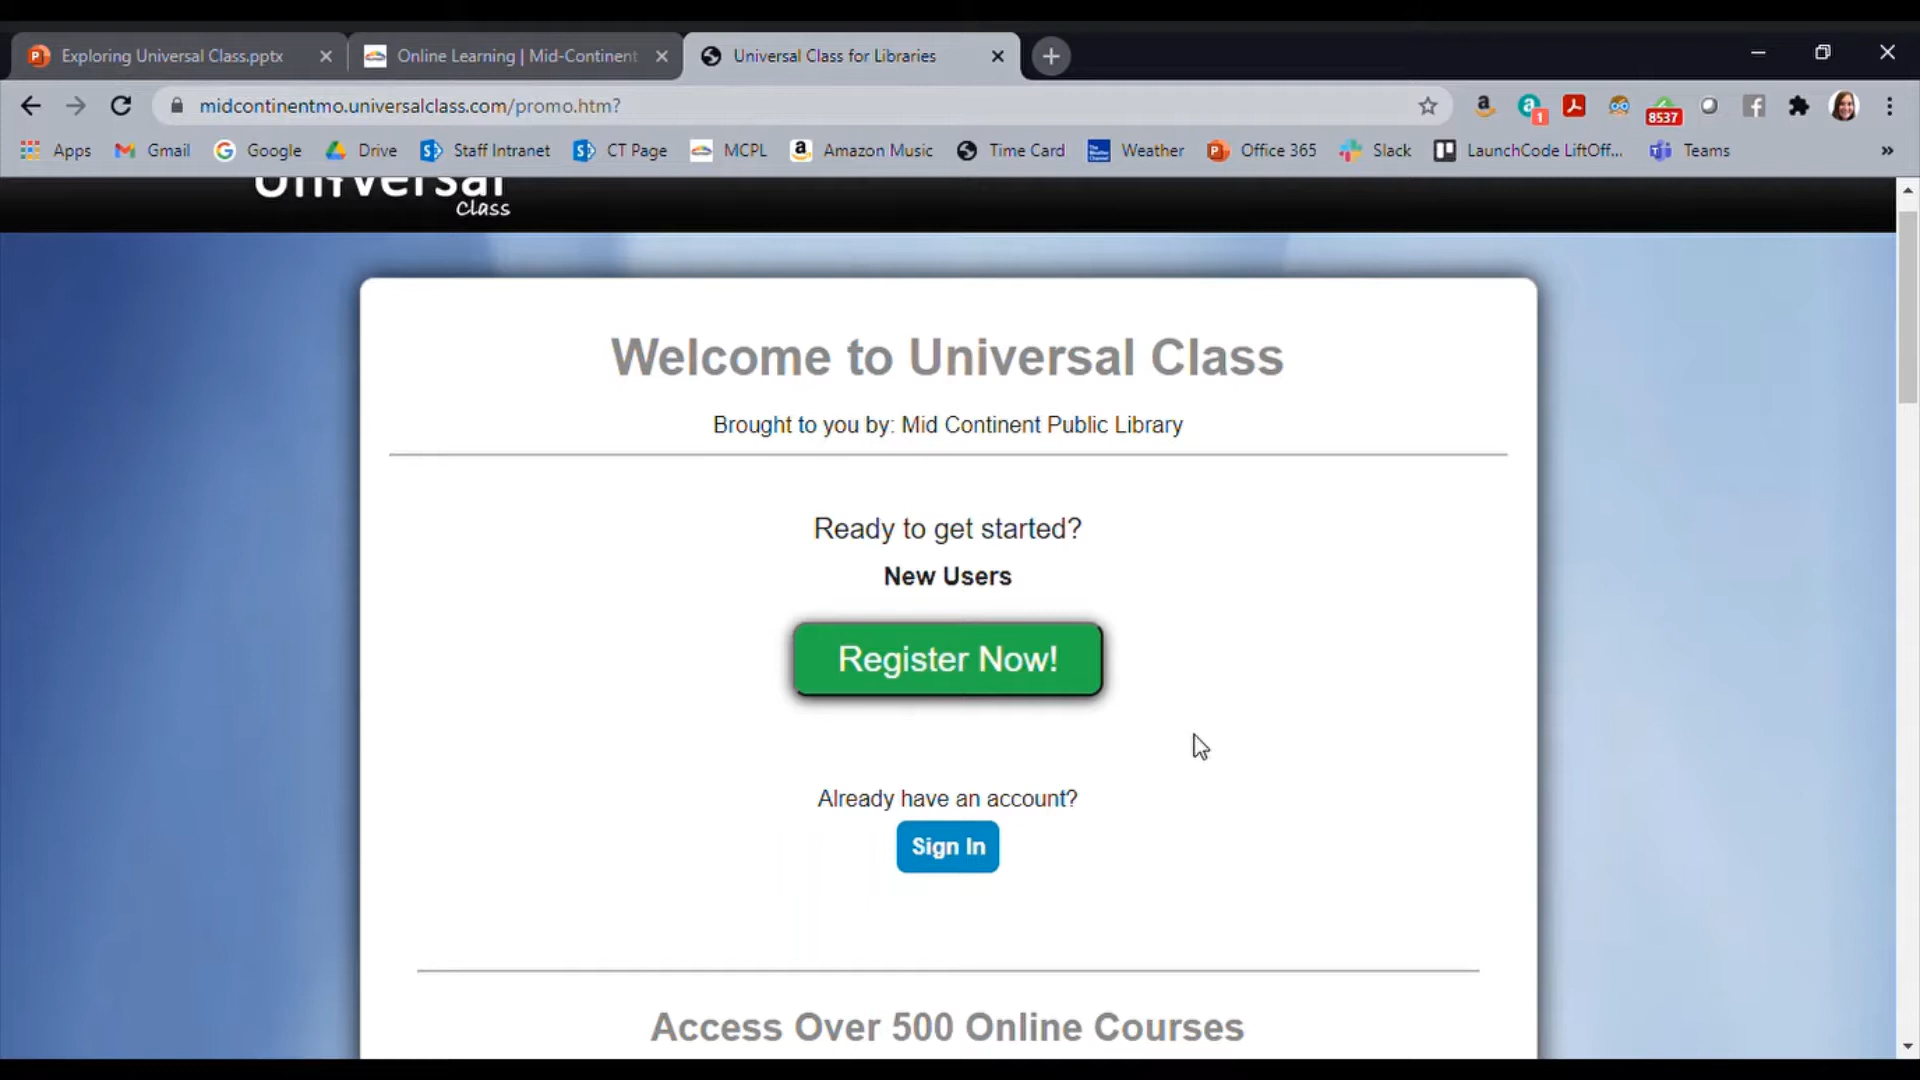 Exploring Universal Class.pptx
Online Learning | Mid-Continent
Universal Class for Libraries
midcontinentmo.universalclass.com/promo.htm?
1
8537
Apps
Gmail
Google
Drive
Staff Intranet
CT Page
MCPL
Amazon Music
Time Card
Weather
Office 365
Slack
LaunchCode LiftOff...
Teams
»
Universal
Class
Welcome to Universal Class
Brought to you by: Mid Continent Public Library
Ready to get started?
New Users
Register Now!
Already have an account?
Sign In
Access Over 500 Online Courses